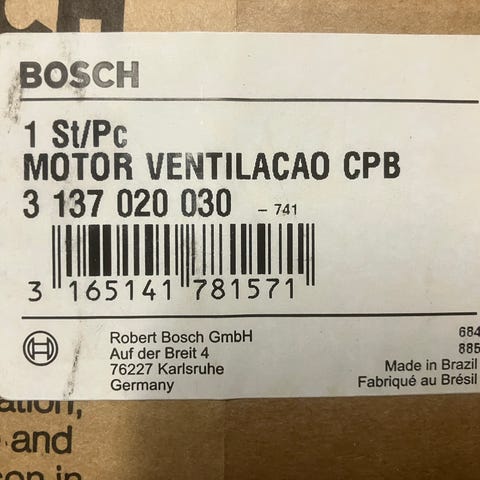 CH
BOSCH
1 St/Pc
MOTOR VENTILACAO CPB
3 137 020 030 - 741
3 165141 781571
Robert Bosch GmbH
Auf der Breit 4
76227 Karlsruhe
Germany
684
885
Made in Brazil
Fabriqué au Brésil
and